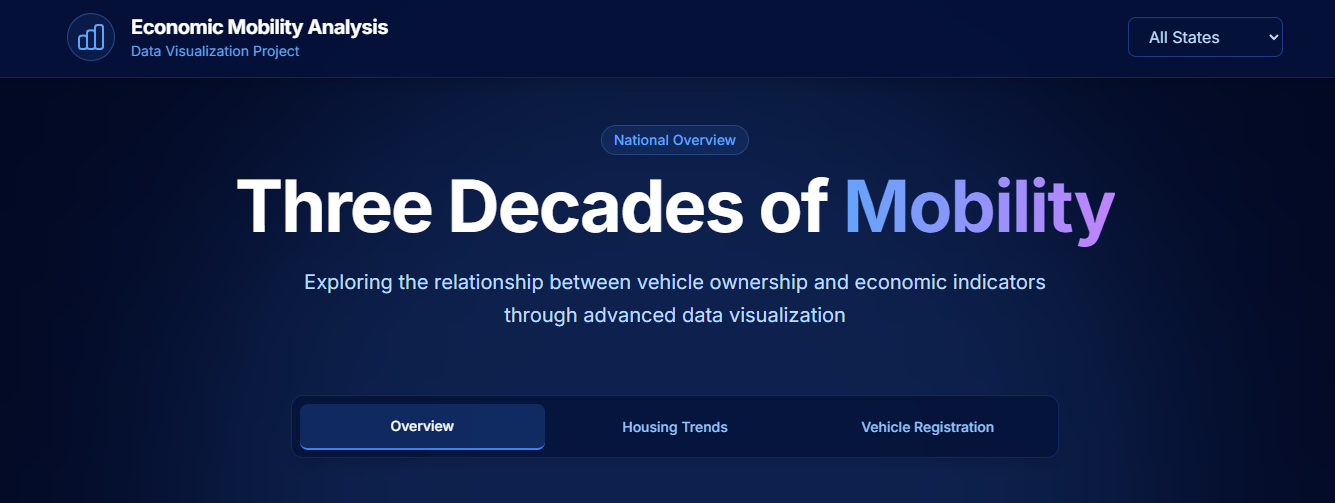 Economic Mobility Analysis
Data Visualization Project
All States
National Overview
Three Decades of Mobility
Exploring the relationship between vehicle ownership and economic indicators
through advanced data visualization
Overview
Housing Trends
Vehicle Registration